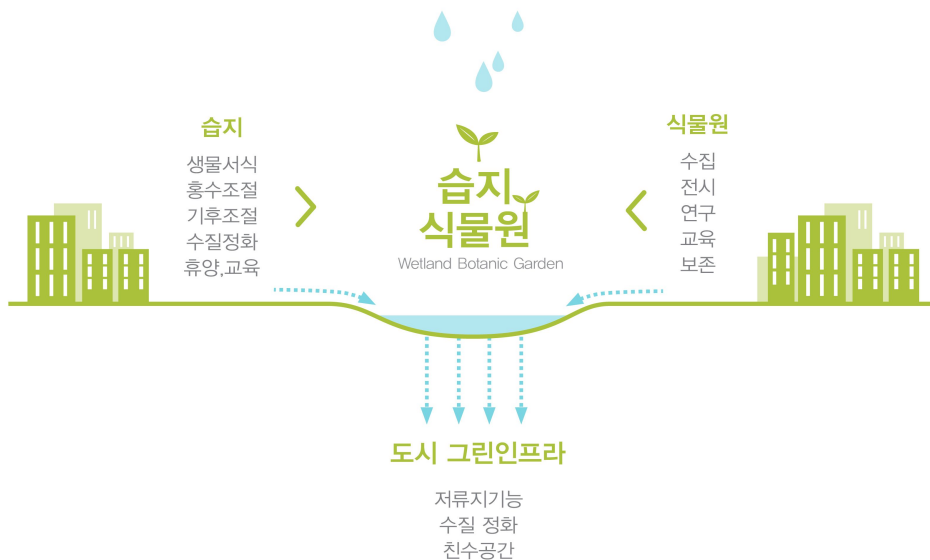 습지
생물서식
홍수조절
기후조절
수질정화
휴양,교육
습지
식물원
Wetland Botanic Garden
식물원
수집
전시
연구
교육
보존
도시 그린인프라
저류지기능
수질 정화
친수공간